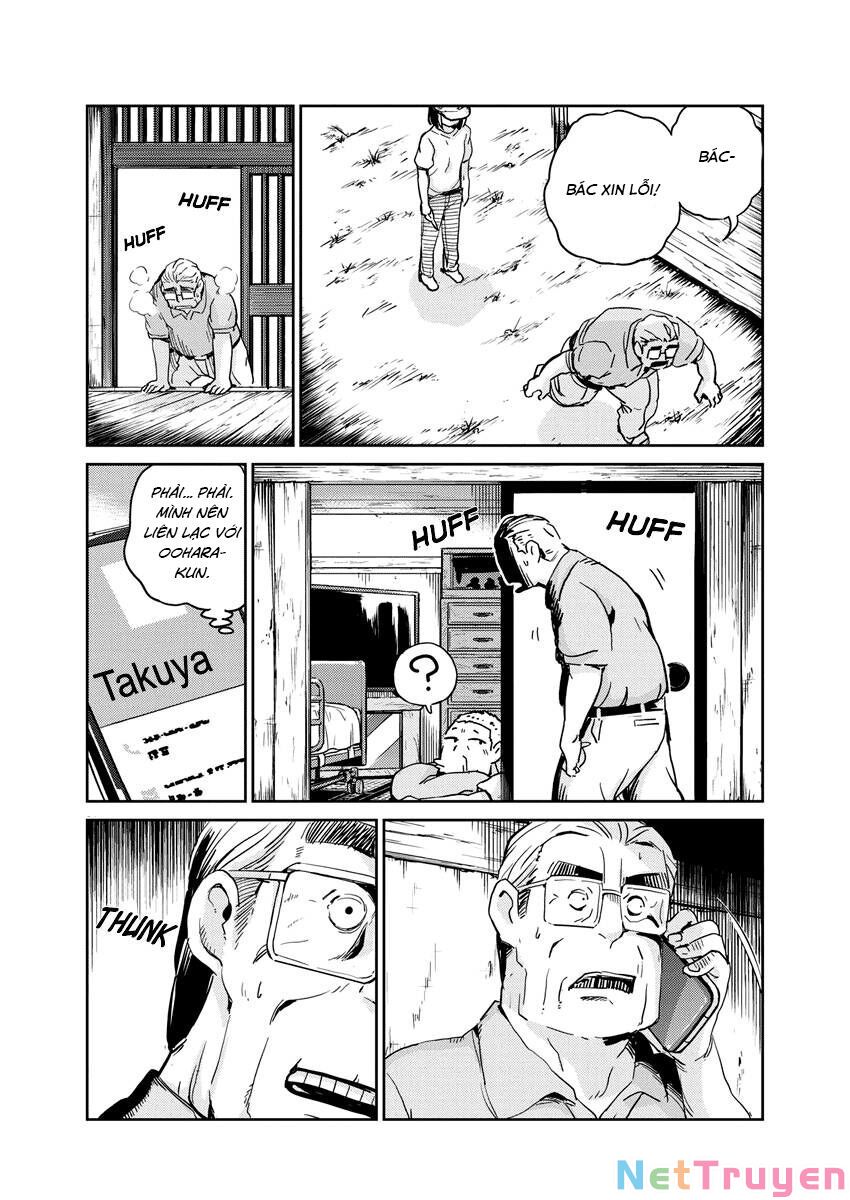 BÁC-
BÁC XIN LỖI!
HUFF
HUFF
HUFF
HUFF
?
PHẢI... PHẢI.
MÌNH NÊN
LIÊN LẠC VỚI
OOHARA-
KUN.
Takuya
THUNK
NetTruyen